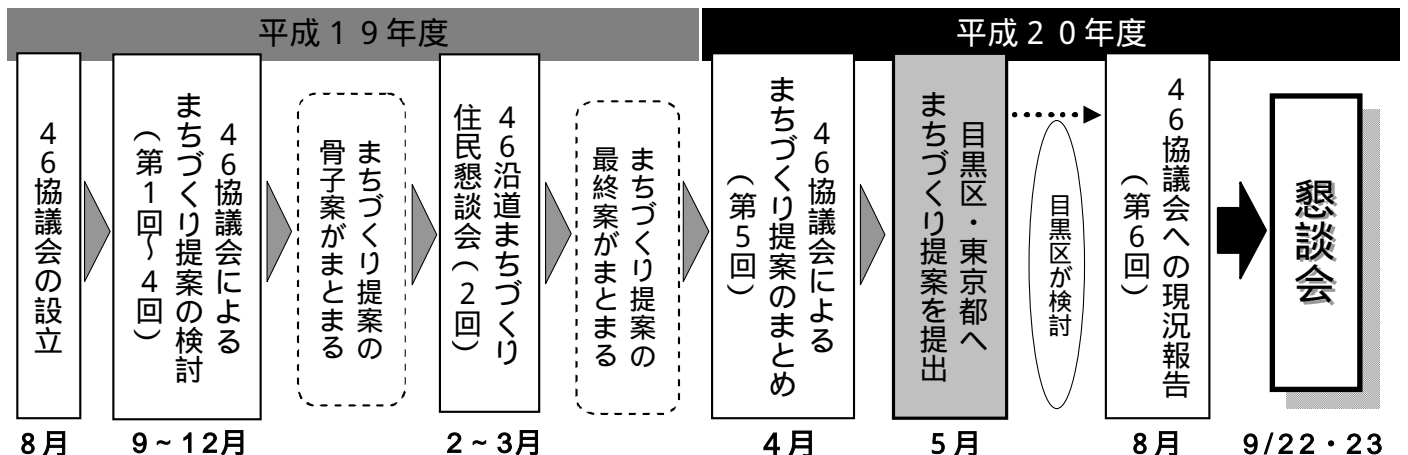 平成19年度
平成20年度
46協議会の設立
46協議会による
まちづくり提案の検討
(第1回~4回)
まちづくり提案の
骨子案がまとまる
46沿道まちづくり
住民懇談会(2回)
まちづくり提案の
最終案がまとまる
46協議会による
まちづくり提案のまとめ
(第5回)
目黒区・東京都へ
まちづくり提案を提出
目黒区が検討
46協議会への現況報告
(第6回)
懇談会
8月
9~12月
2~3月
4月
5月
8月
9/22・23